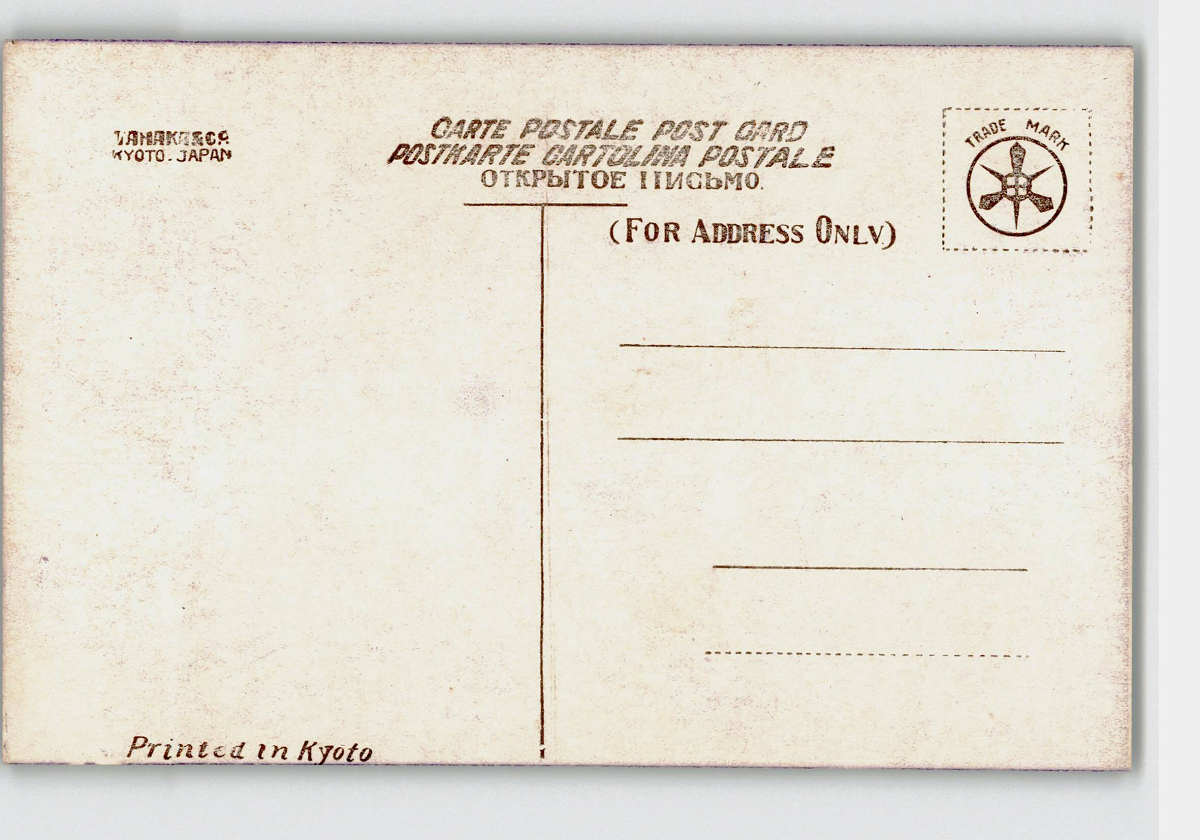 TANAKA & CO
KYOTO. JAPAN
CARTE POSTALE POST CARD
POSTKARTE CARTOLINA POSTALE
ОТКРЫТОЕ ПИСЬМО.
(FOR ADDRESS ONLY)
TRADE MARK
Printed in Kyoto